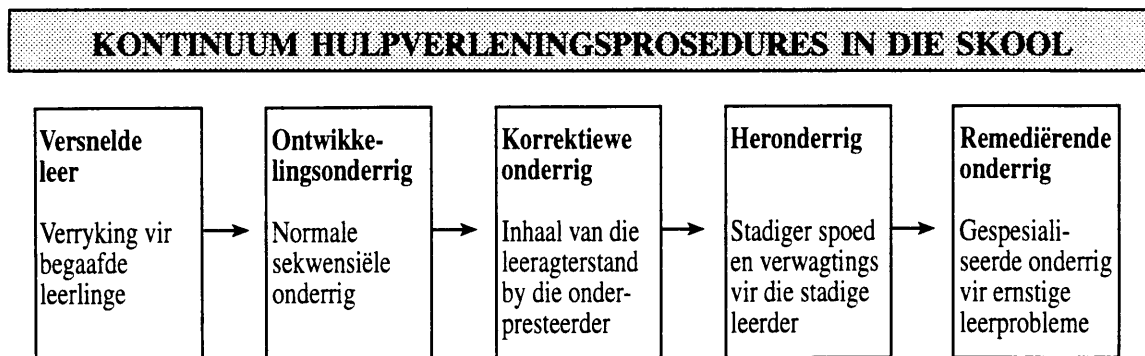 KONTINUUM HULPVERLENINGSPROSEDURES IN DIE SKOOL
Versnelde
leer
Verryking vir
begaafde
leerlinge
Ontwikke-
lingsonderrig
Normale
sekwensiële
onderrig
Korrektiewe
onderrig
Inhaal van die
leeragterstand
by die onder-
presteerder
Heronderrig
Stadiger spoed
en verwagtings
vir die stadige
leerder
Remediërende
onderrig
Gespesiali-
seerde onderrig
vir ernstige
leerprobleme